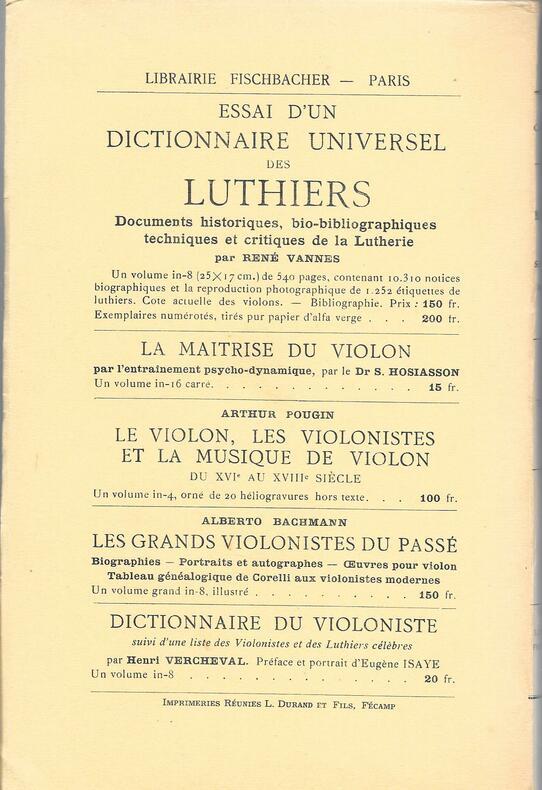 LIBRAIRIE FISCHBACHER — PARIS
ESSAI D'UN
DICTIONNAIRE UNIVERSEL
DES
LUTHIERS
Documents historiques, bio-bibliographiques
techniques et critiques de la Lutherie
par RENÉ VANNES
Un volume in-8 (25×17 cm.) de 540 pages, contenant 10.310 notices
biographiques et la reproduction photographique de 1.252 étiquettes de
luthiers. Cote actuelle des violons. — Bibliographie. Prix : 150 fr.
Exemplaires numérotés, tirés pur papier d'alfa verge . . . 200 fr.
LA MAITRISE DU VIOLON
par l'entrainement psycho-dynamique, par le Dr S. HOSIASSON
Un volume in-16 carré. . . . . . . . . . . . . 15 fr.
ARTHUR POUGIN
LE VIOLON, LES VIOLONISTES
ET LA MUSIQUE DE VIOLON
DU XVIe AU XVIIIe SIÈCLE
Un volume in-4, orné de 20 héliogravures hors texte. . . 100 fr.
ALBERTO BACHMANN
LES GRANDS VIOLONISTES DU PASSÉ
Biographies — Portraits et autographes — Œuvres pour violon
Tableau généalogique de Corelli aux violonistes modernes
Un volume grand in-8, illustré . . . . . . . . . . 150 fr.
DICTIONNAIRE DU VIOLONISTE
suivi d'une liste des Violonistes et des Luthiers célèbres
par Henri VERCHEVAL. Préface et portrait d'Eugène ISAYE
Un volume in-8 . . . . . . . . . . . . . . 20 fr.
IMPRIMERIES RÉUNIES L. DURAND ET FILS, FÉCAMP